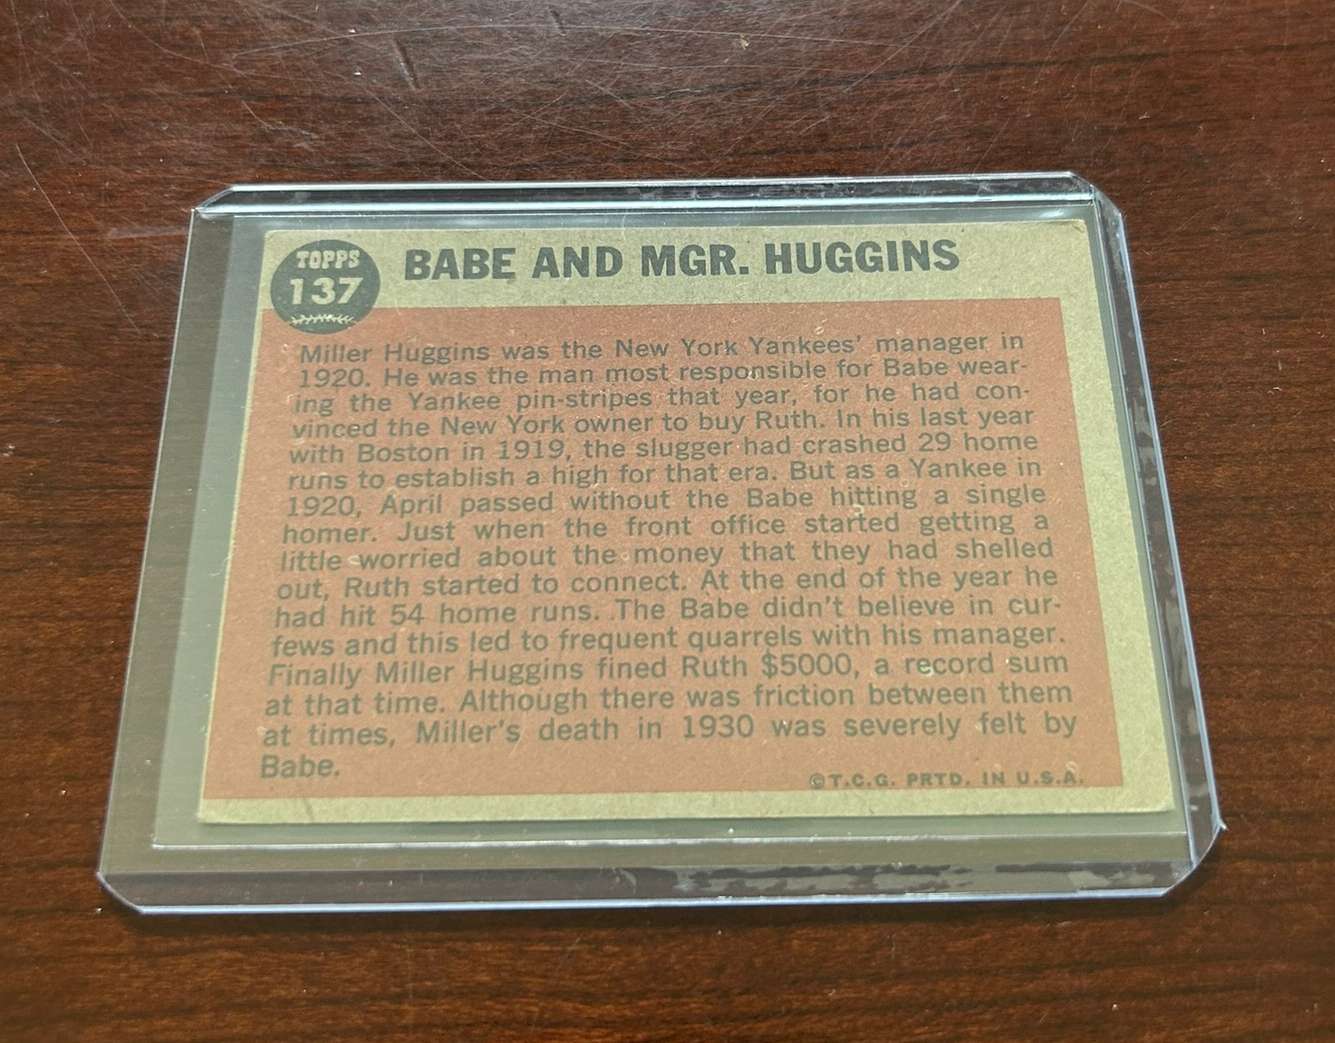 TOPPS
137
BABE AND MGR. HUGGINS
Miller Huggins was the New York Yankees' manager in
1920. He was the man most responsible for Babe wear-
ing the Yankee pin-stripes that year, for he had con-
vinced the New York owner to buy Ruth. In his last year
with Boston in 1919, the slugger had crashed 29 home
runs to establish a high for that era. But as a Yankee in
1920, April passed without the Babe hitting a single
homer. Just when the front office started getting a
little worried about the money that they had shelled
out, Ruth started to connect. At the end of the year he
had hit 54 home runs. The Babe didn't believe in cur-
fews and this led to frequent quarrels with his manager.
Finally Miller Huggins fined Ruth $5000, a record sum
at that time. Although there was friction between them
at times, Miller's death in 1930 was severely felt by
Babe.
©T.C.G. PRTD. IN U.S.A.